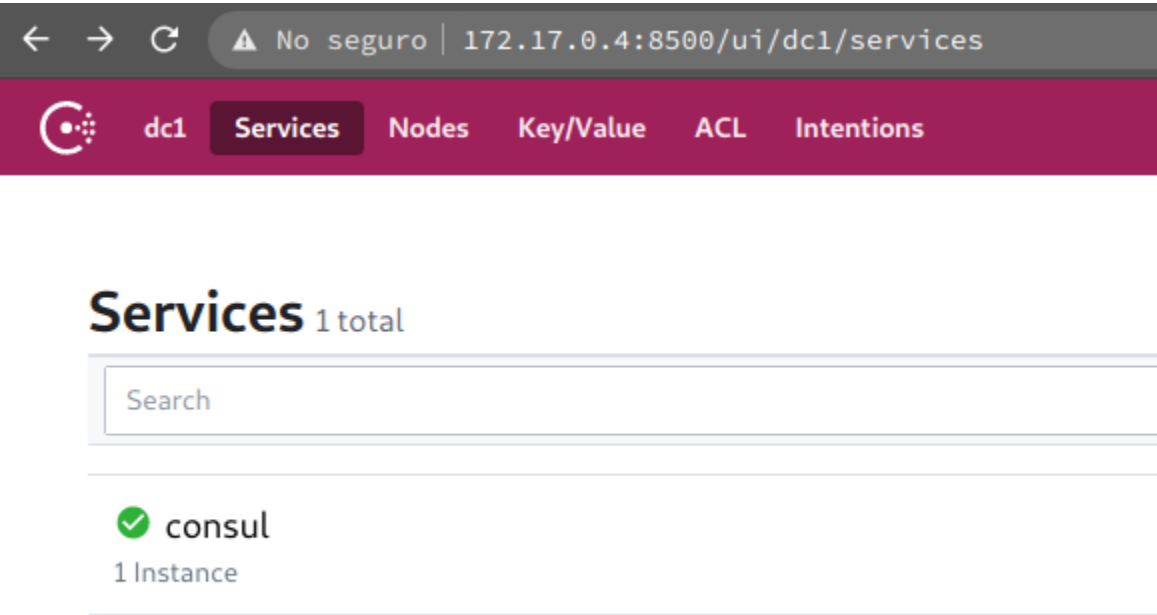 No seguro 172.17.0.4:8500/ui/dc1/services
dc1 Services Nodes Key/Value ACL Intentions
Services 1 total
Search
consul
1 Instance